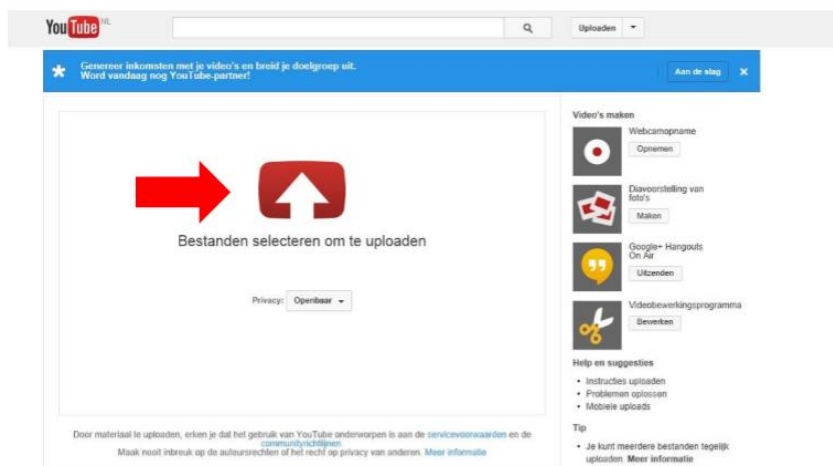 YouTube NL
Uploaden
Genereer inkomsten met je video's en breid je doelgroep uit.
Word vandaag nog YouTube-partner!
Aan de slag
Bestanden selecteren om te uploaden
Privacy: Openbaar
Door materiaal te uploaden, erken je dat het gebruik van YouTube onderworpen is aan de servicevoorwaarden en de
communityrichtlijnen.
Maak nooit inbreuk op de auteursrechten of het recht op privacy van anderen. Meer informatie
Video's maken
Webcamopname
Opnemen
Diavoorstelling van
foto's
Maken
Google+ Hangouts
On Air
Uitzenden
Videobewerkingsprogramma
Bewerken
Help en suggesties
• Instructies uploaden
• Problemen oplossen
• Mobiele uploads
Tip
• Je kunt meerdere bestanden tegelijk
uploaden. Meer informatie